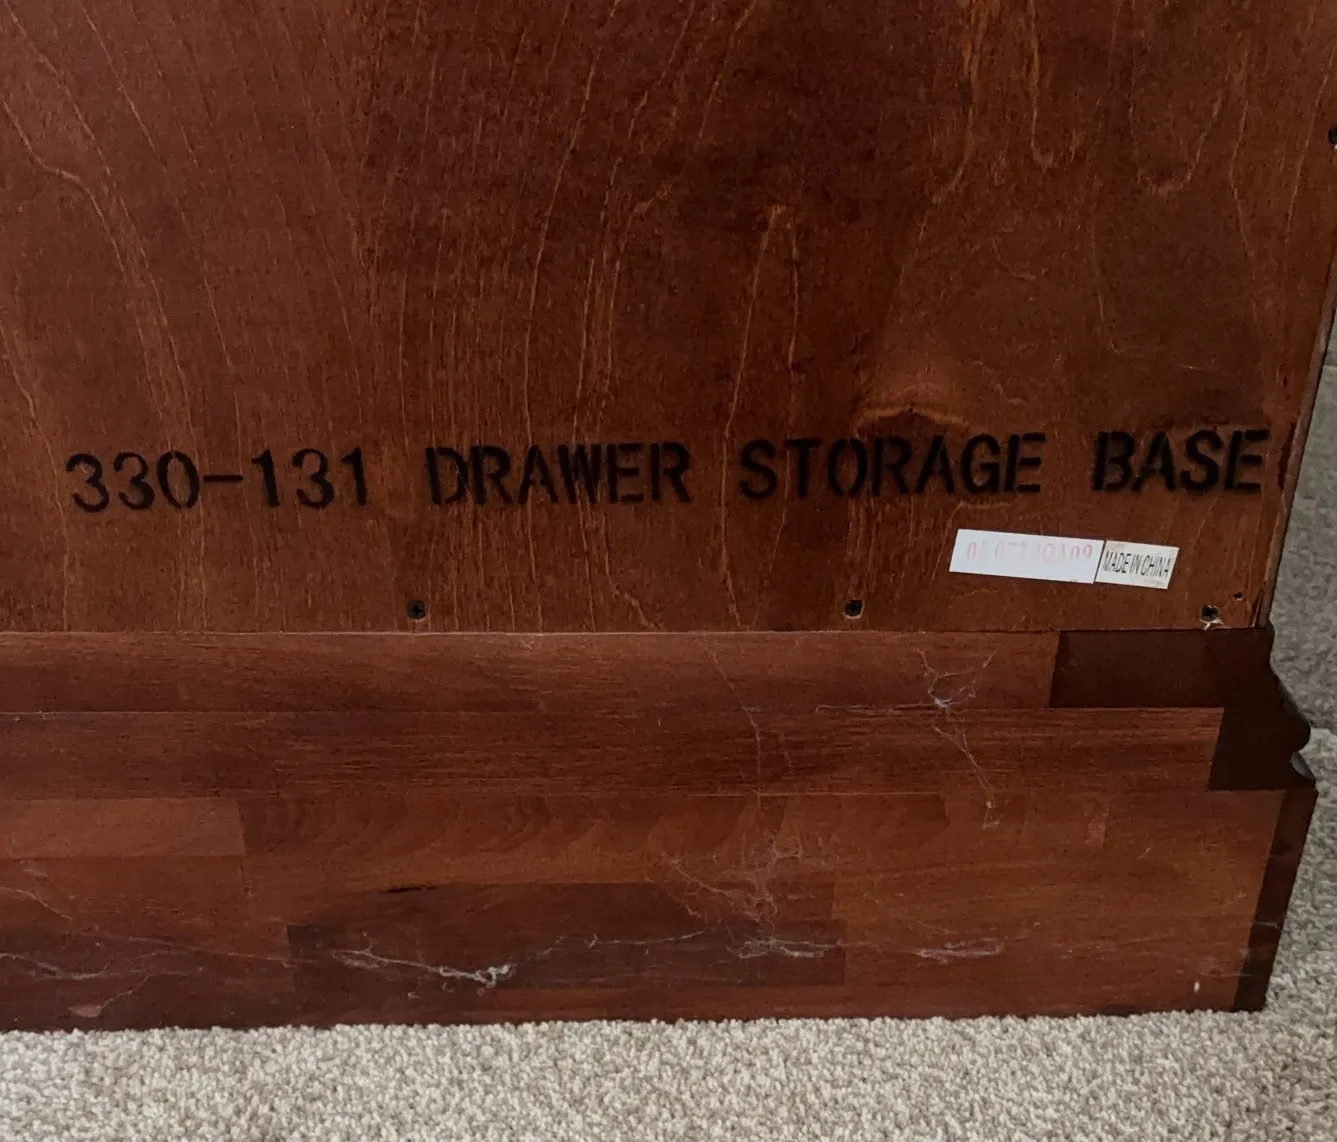 330-131 DRAWER STORAGE BASE
MADE IN CHINA